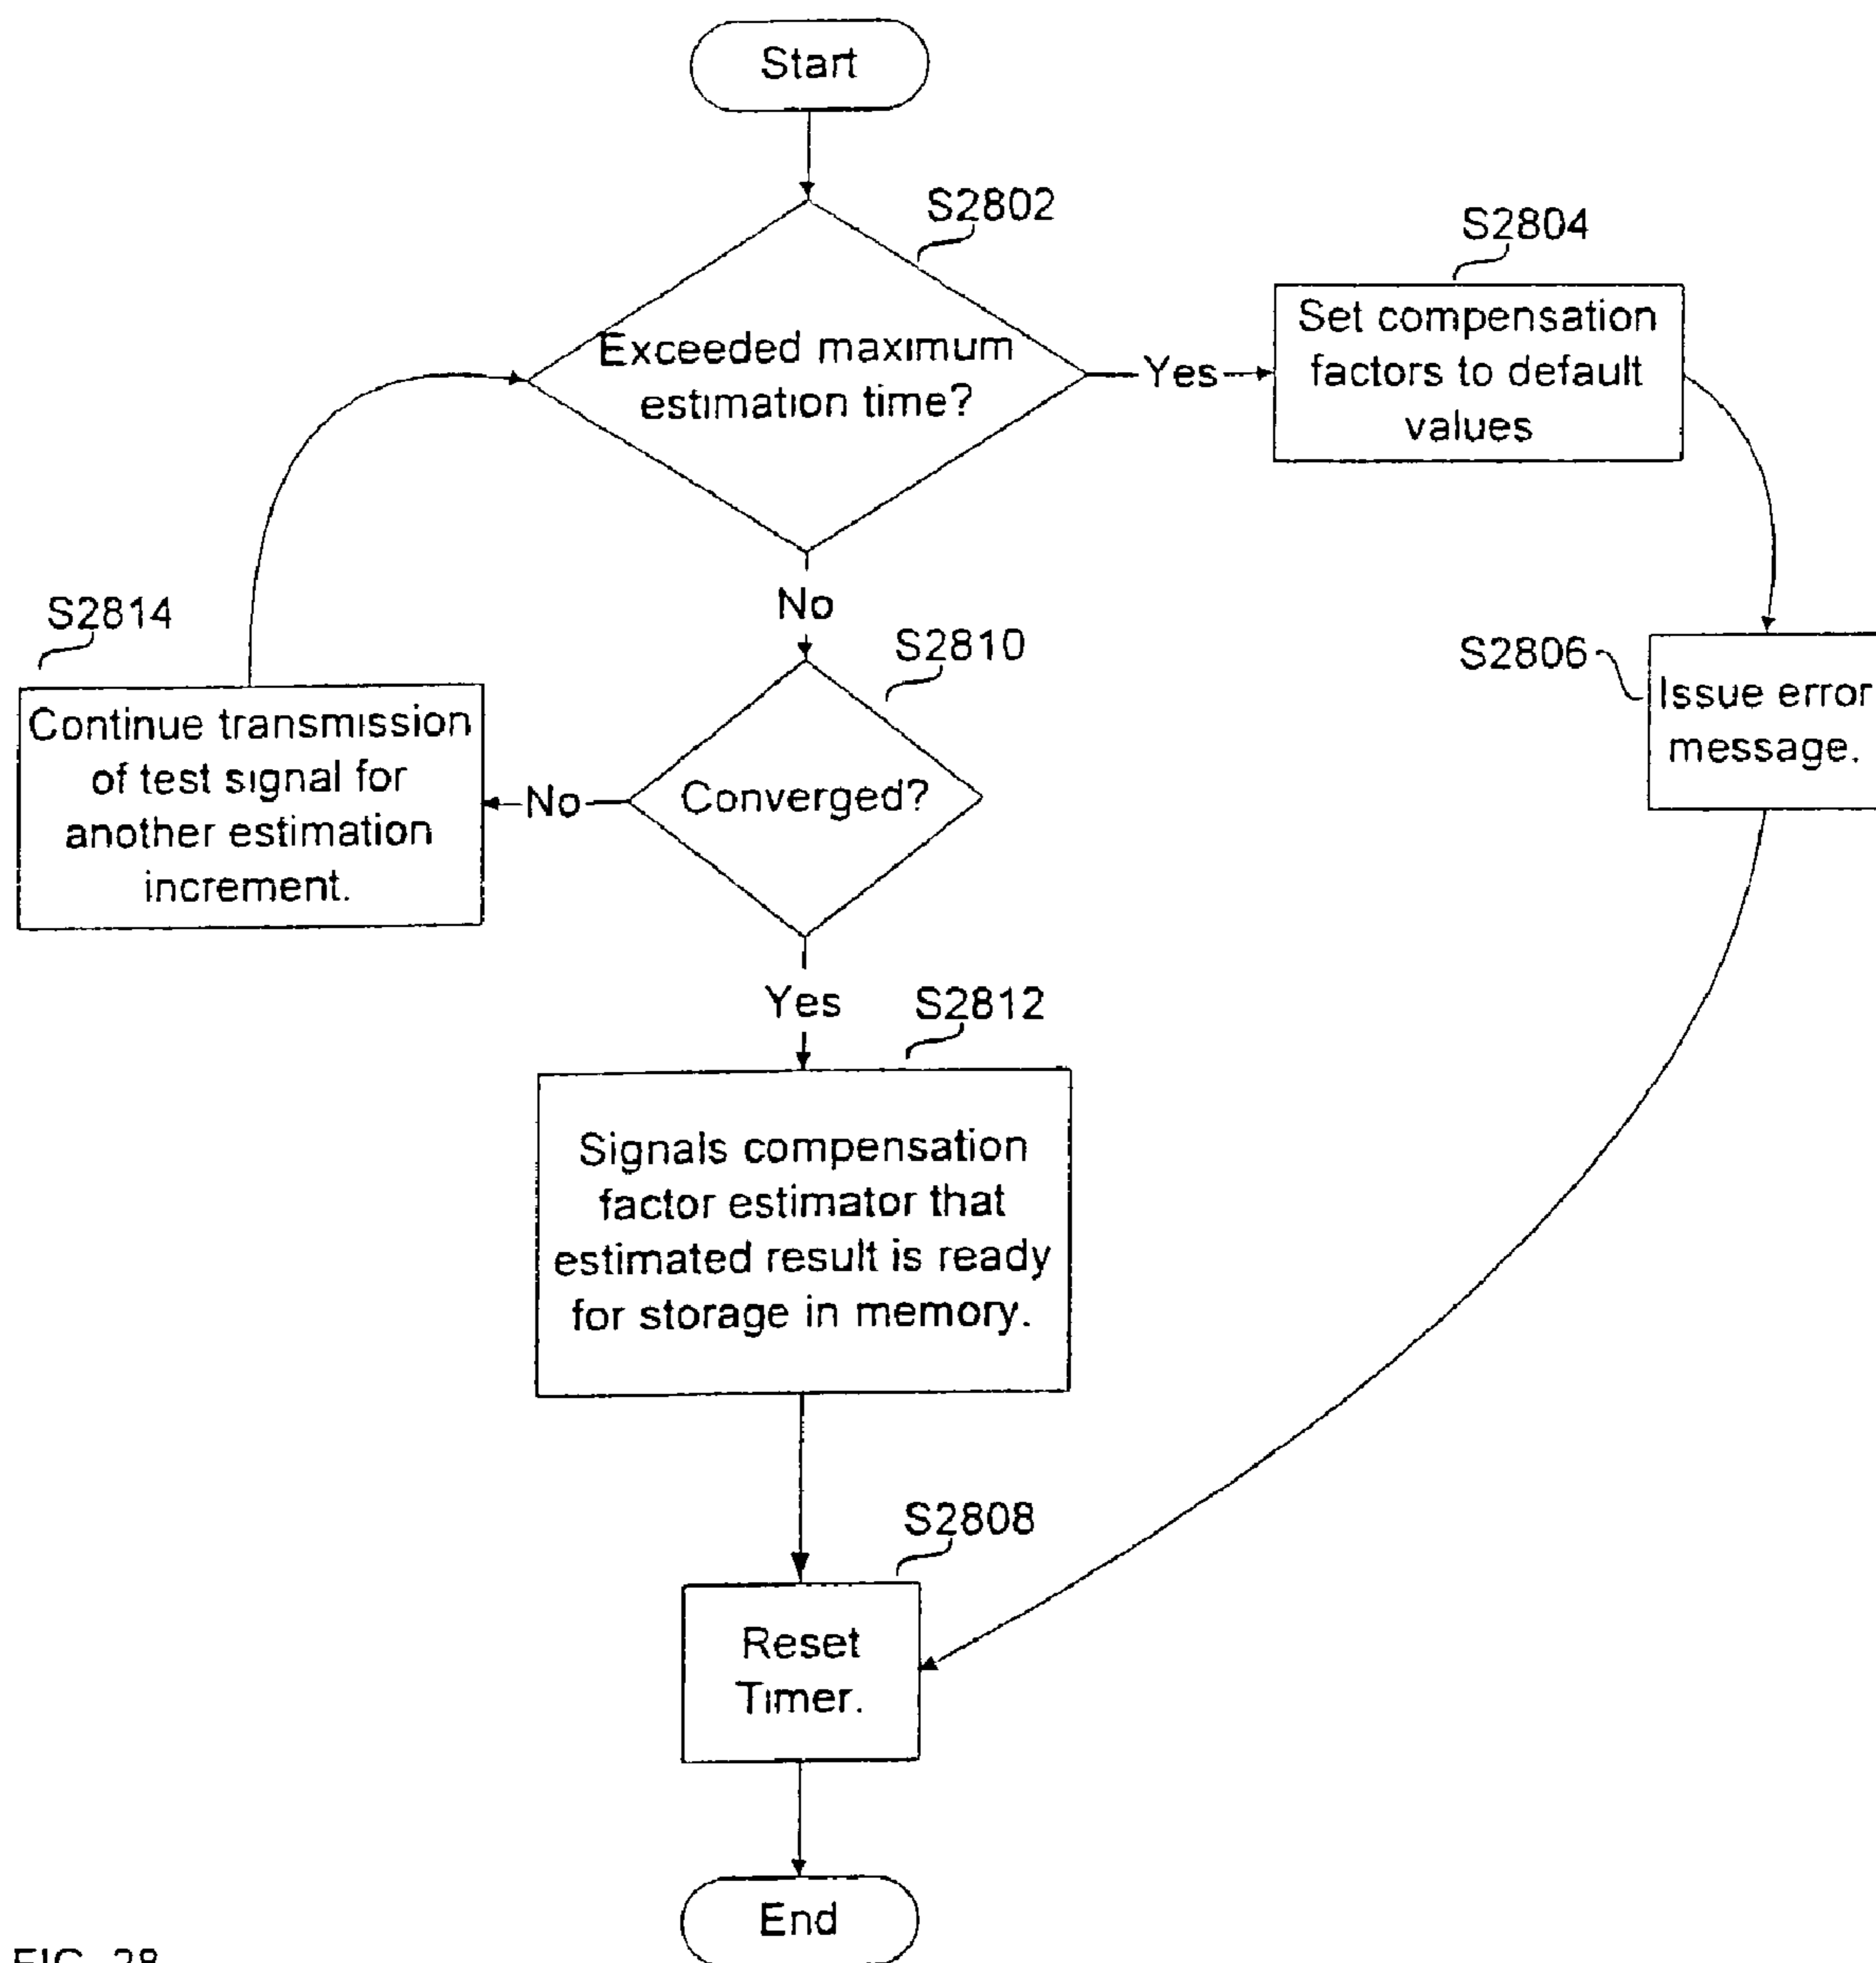 Start
S2802
Exceeded maximum
estimation time?
Yes
S2804
Set compensation
factors to default
values
No
S2814
Continue transmission
of test signal for
another estimation
increment.
No
S2810
Converged?
S2806
Issue error
message.
Yes
S2812
Signals compensation
factor estimator that
estimated result is ready
for storage in memory.
S2808
Reset
Timer.
End
FIG. 28